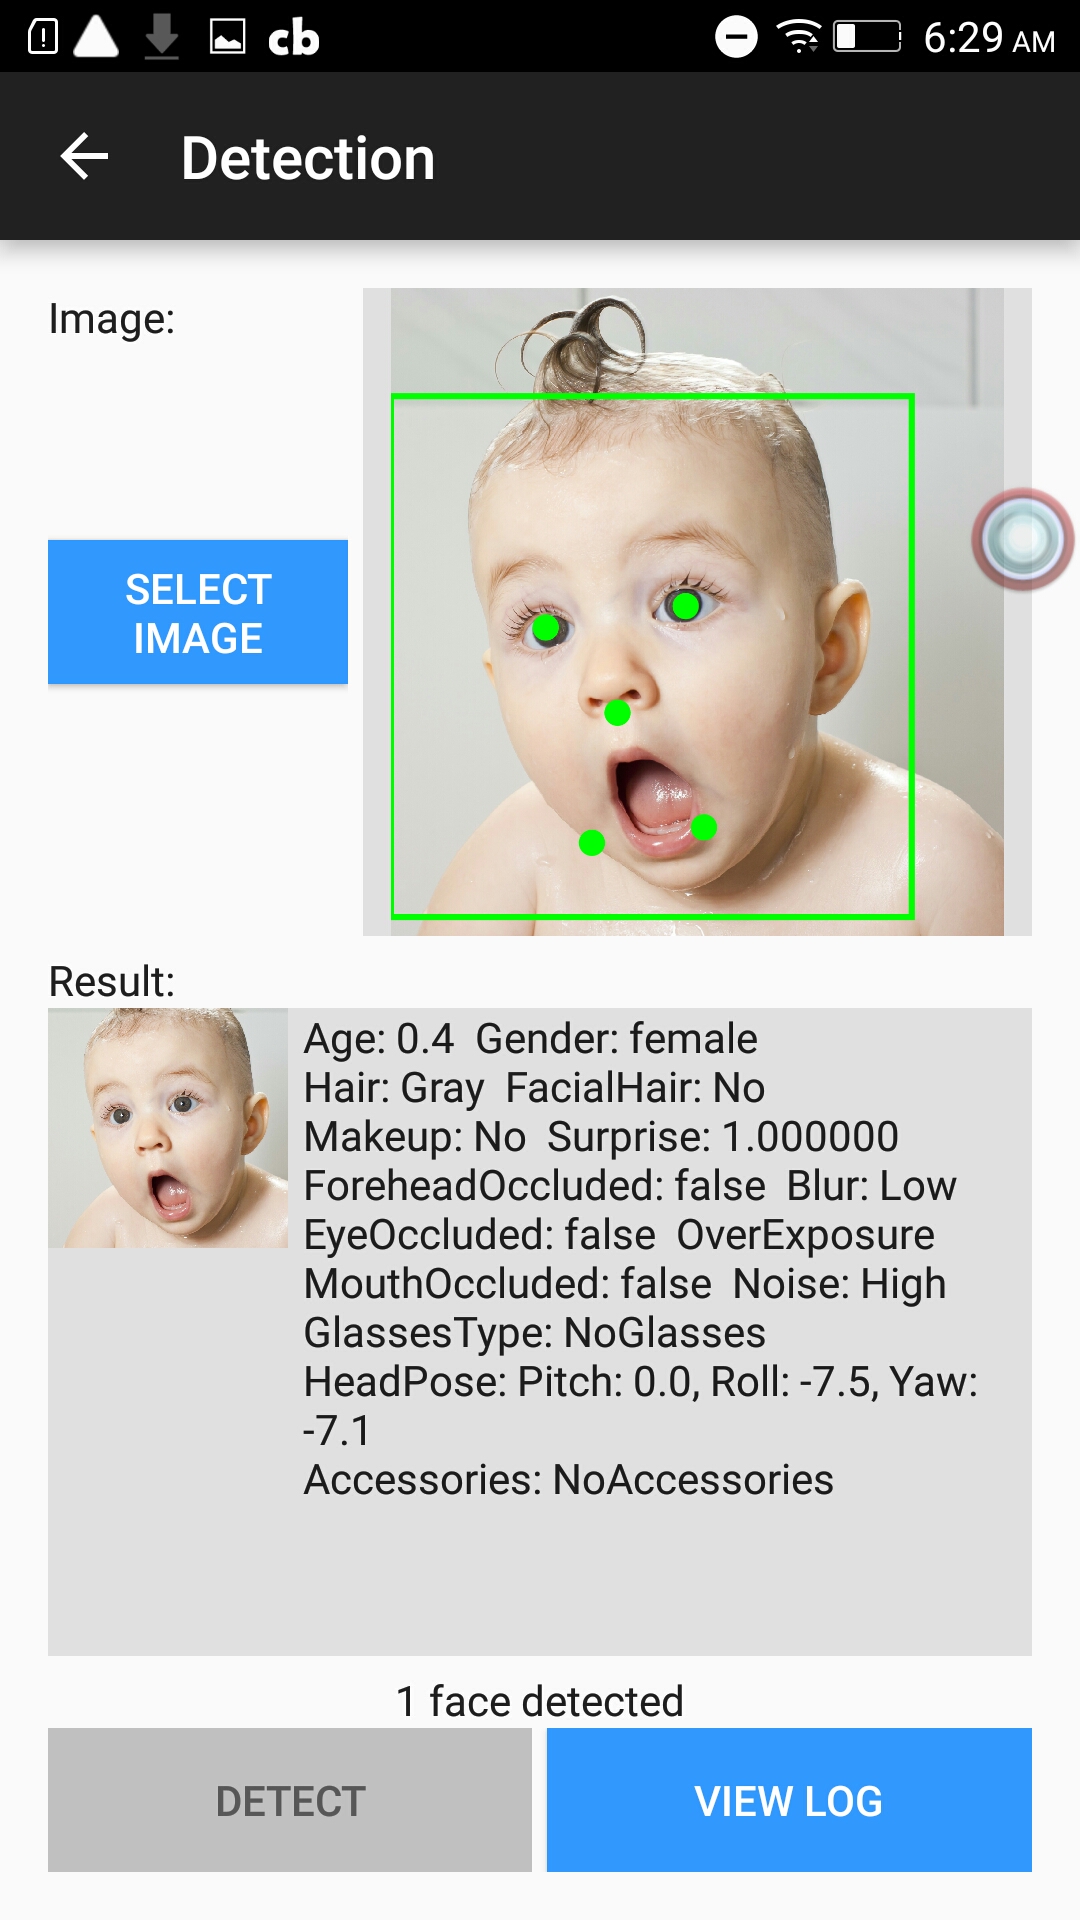 cb 6:29 AM
Detection
Image:
SELECT
IMAGE
Result:
Age: 0.4 Gender: female
Hair: Gray FacialHair: No
Makeup: No Surprise: 1.000000
ForeheadOccluded: false Blur: Low
EyeOccluded: false OverExposure
MouthOccluded: false Noise: High
GlassesType: NoGlasses
HeadPose: Pitch: 0.0, Roll: -7.5, Yaw:
-7.1
Accessories: NoAccessories
1 face detected
DETECT VIEW LOG